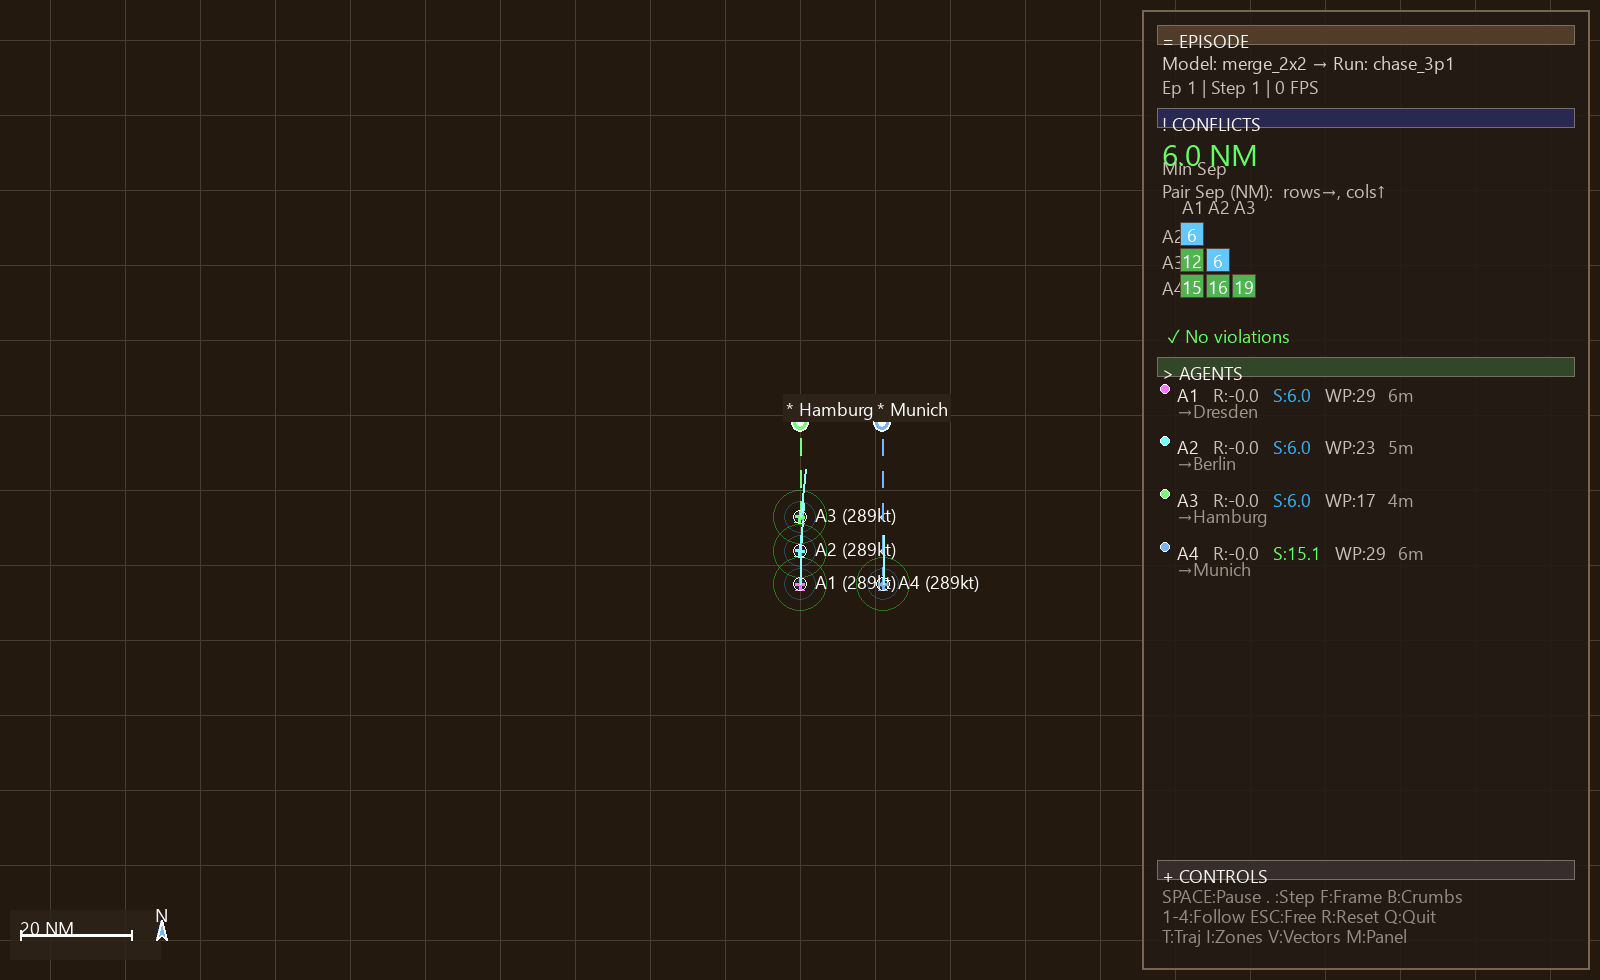 * Hamburg * Munich
A3 (289kt)
A2 (289kt)
A1 (289kt) A4 (289kt)
20 NM
N
= EPISODE
Model: merge_2x2 → Run: chase_3p1
Ep 1 | Step 1 | 0 FPS
! CONFLICTS
6.0 NM
Min Sep
Pair Sep (NM):  rows→, cols↑
A1 A2 A3
A2 6
A3 12 6
A4 15 16 19
✓ No violations
> AGENTS
A1 R:-0.0 S:6.0 WP:29 6m
→Dresden
A2 R:-0.0 S:6.0 WP:23 5m
→Berlin
A3 R:-0.0 S:6.0 WP:17 4m
→Hamburg
A4 R:-0.0 S:15.1 WP:29 6m
→Munich
+ CONTROLS
SPACE:Pause . :Step F:Frame B:Crumbs
1-4:Follow ESC:Free R:Reset Q:Quit
T:Traj I:Zones V:Vectors M:Panel